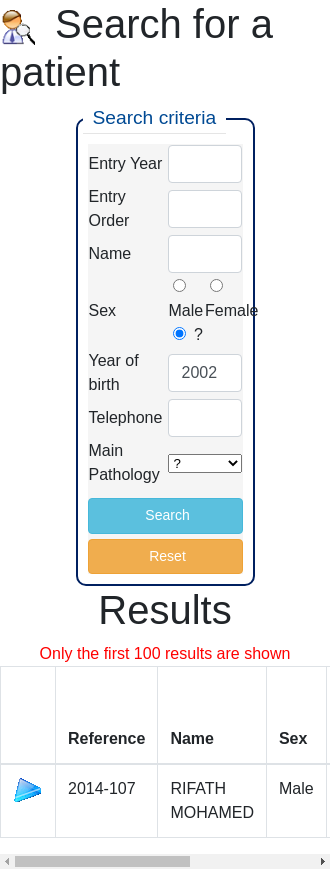 Search for a
patient
Search criteria
Entry Year
Entry
Order
Name
Sex
Male Female
?
Year of
birth
2002
Telephone
Main
Pathology
?
Search
Reset
Results
Only the first 100 results are shown
Reference Name Sex
2014-107 RIFATH Male
MOHAMED